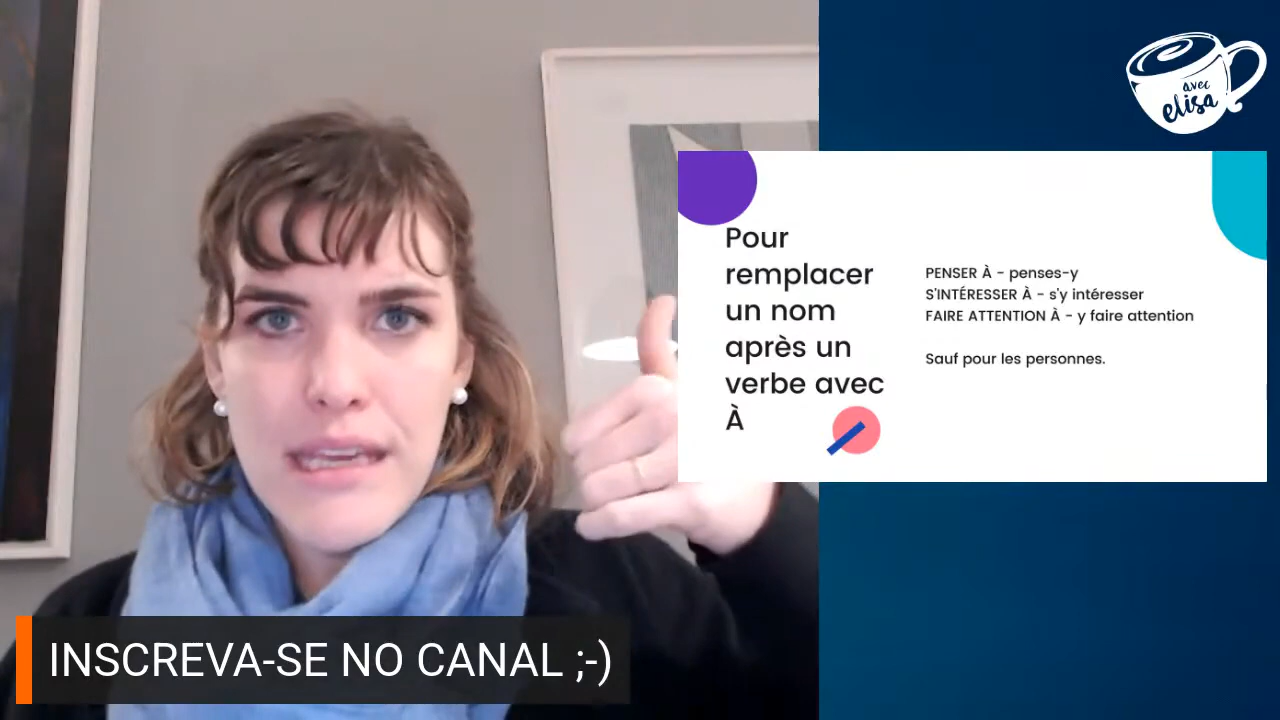 avec
elisa
Pour
remplacer
un nom
après un
verbe avec
À
PENSER À - penses-y
S'INTÉRESSER À - s'y intéresser
FAIRE ATTENTION À - y faire attention
Sauf pour les personnes.
INSCREVA-SE NO CANAL ;-)